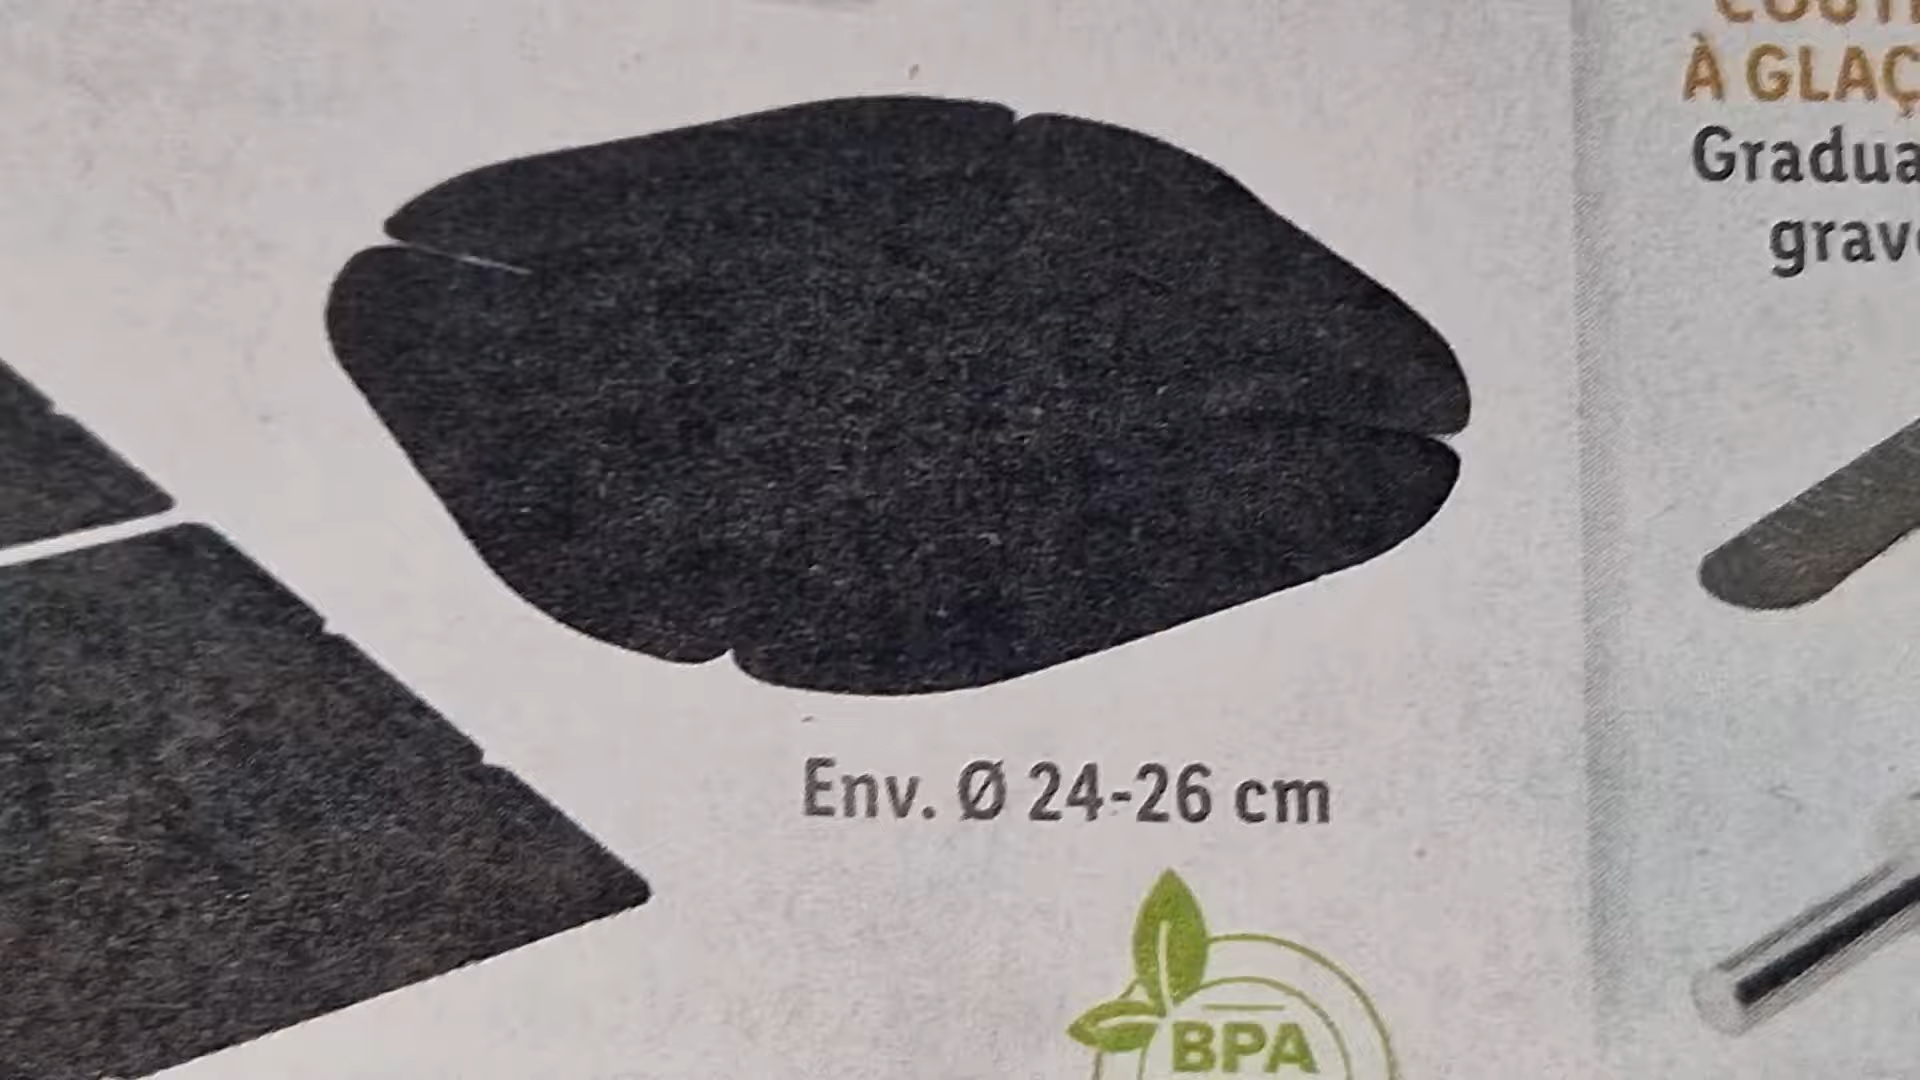 À GLAÇ
Gradua
grav
Env. Ø 24-26 cm
BPA